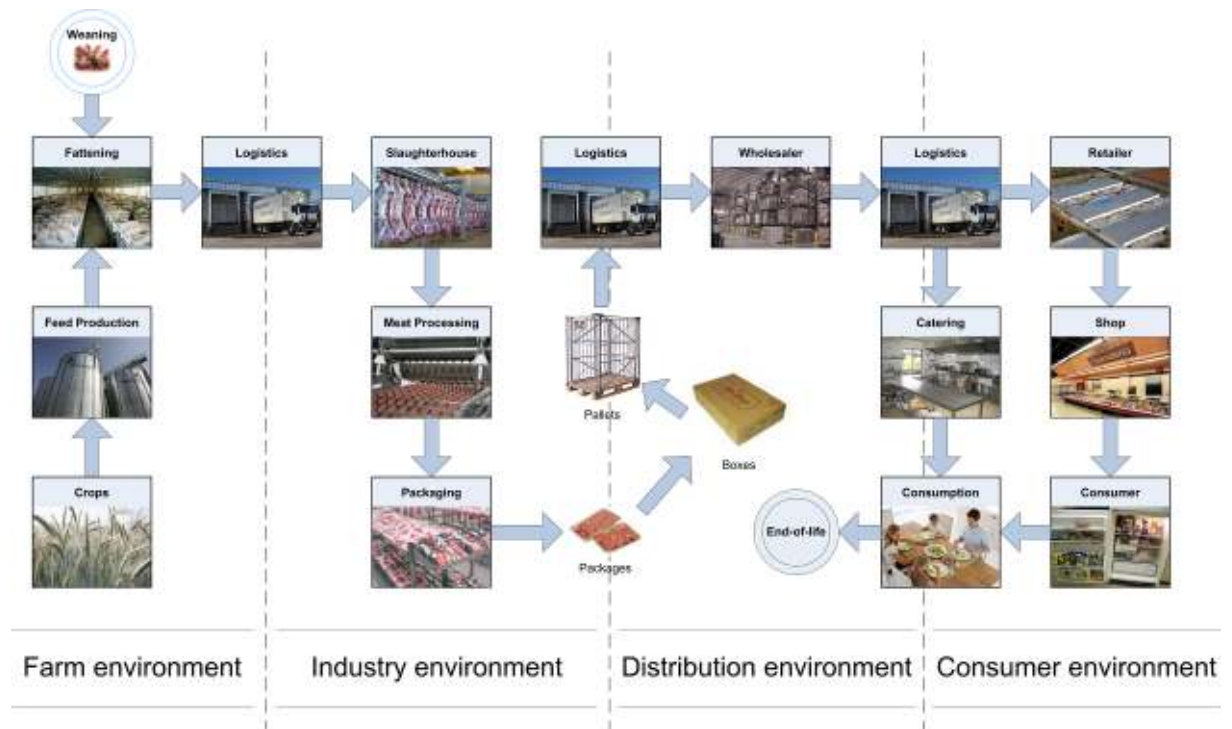 Weaning
Fattening
Logistics
Slaughterhouse
Logistics
Wholesaler
Logistics
Retailer
Feed Production
Meat Processing
Pallets
Boxes
Catering
Shop
Crops
Packaging
Packages
End-of-life
Consumption
Consumer
Farm environment
Industry environment
Distribution environment
Consumer environment